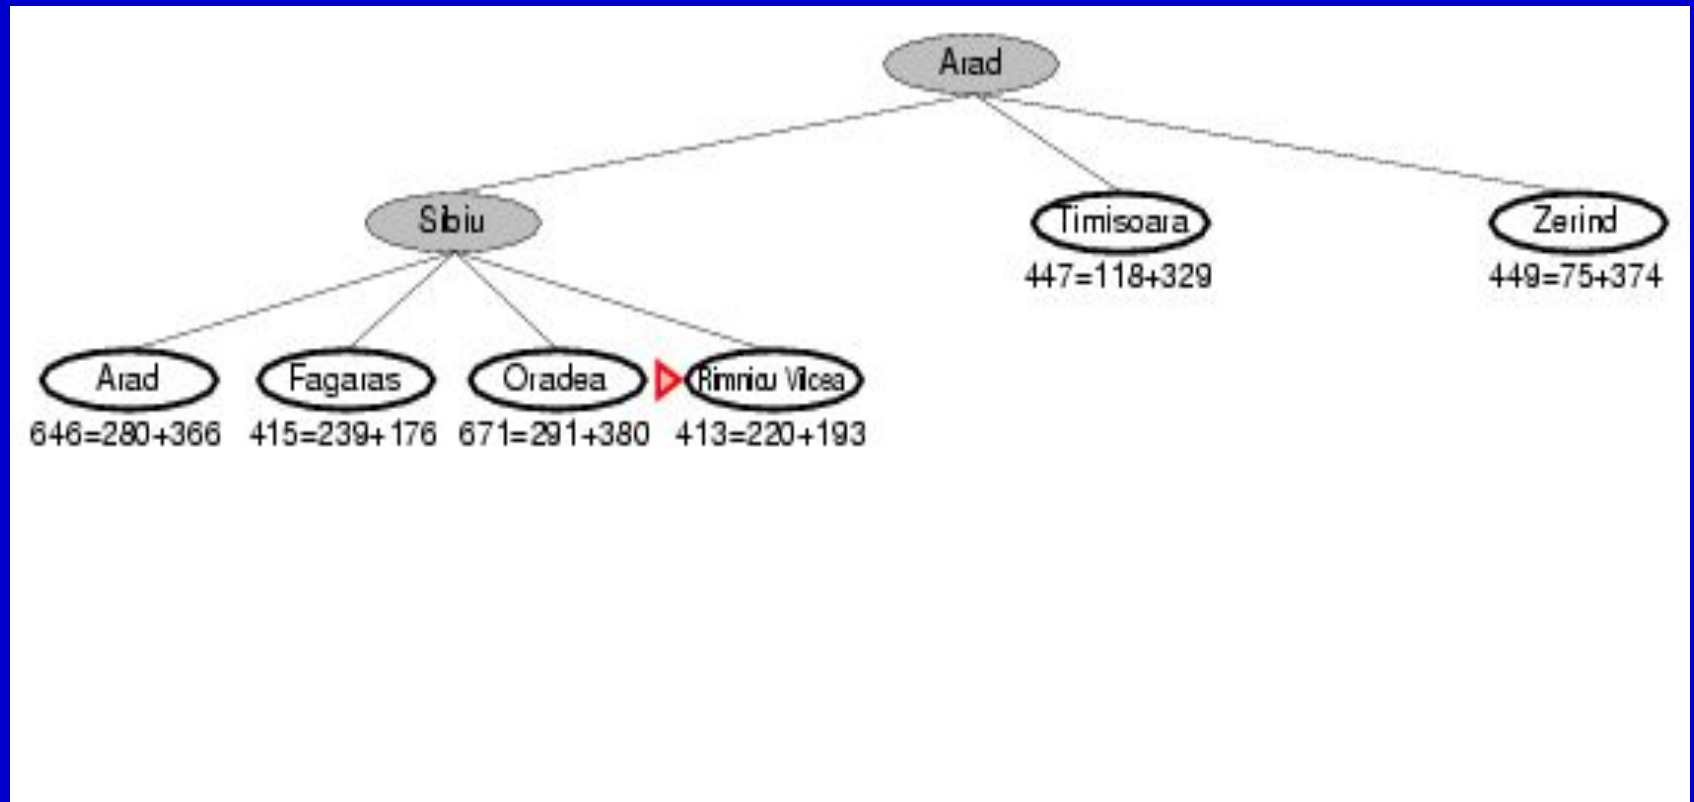 Arad
Sibiu
Timisoara
Zerind
447=118+329
449=75+374
Arad
Fagaras
Oradea
Rimnicu Vilcea
646=280+366
415=239+176
671=291+380
413=220+193